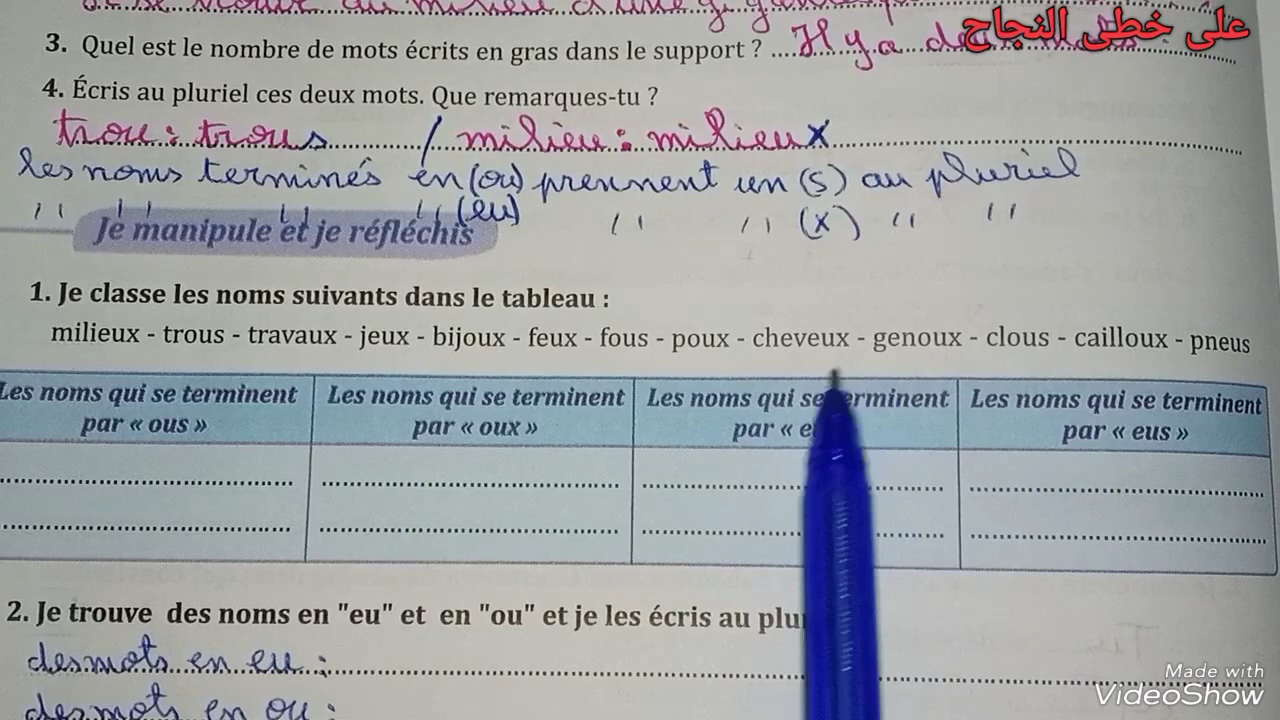 على خطى النجاح
3. Quel est le nombre de mots écrits en gras dans le support ? Il y a
4. Écris au pluriel ces deux mots. Que remarques-tu ?
trou : trous / milieu : milieux
les noms terminés en (ou) prennent un (s) au pluriel
" " " " (eu) " " (x) " "
Je manipule et je réfléchis
1. Je classe les noms suivants dans le tableau :
milieux - trous - travaux - jeux - bijoux - feux - fous - poux - cheveux - genoux - clous - cailloux - pneus
Les noms qui se terminent par « ous »
Les noms qui se terminent par « oux »
Les noms qui se terminent par « e
Les noms qui se terminent par « eus »
2. Je trouve des noms en "eu" et en "ou" et je les écris au plu
des mots en eu :
des mots en ou :
Made with
VideoShow